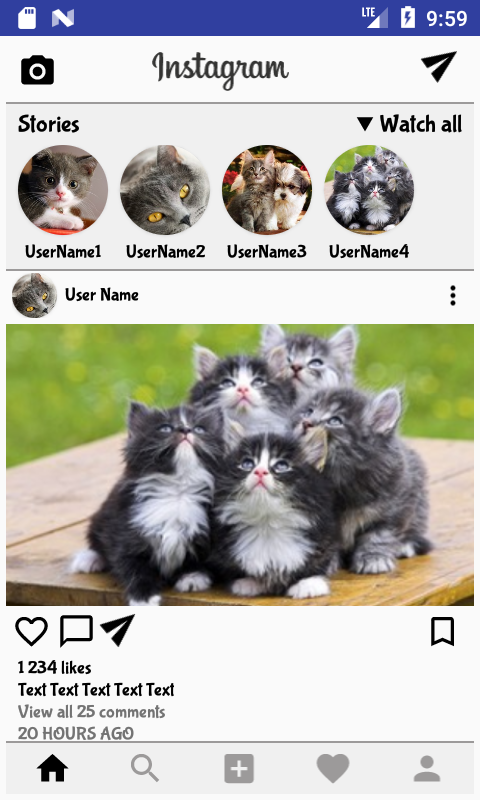 LTE 9:59
Instagram
Stories ▼ Watch all
UserName1 UserName2 UserName3 UserName4
User Name
1 234 likes
Text Text Text Text Text
View all 25 comments
20 HOURS AGO